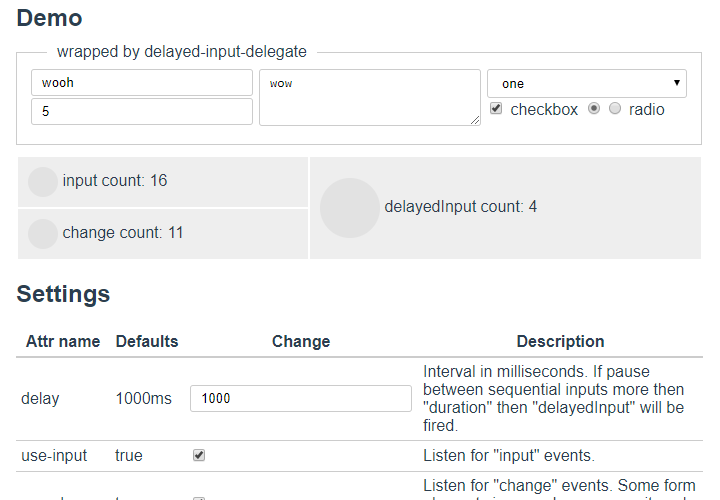 Demo
wrapped by delayed-input-delegate
wooh
wow
one
5
checkbox
radio
input count: 16
delayedInput count: 4
change count: 11
Settings
Attr name Defaults Change Description
delay 1000ms 1000 Interval in milliseconds. If pause
between sequential inputs more then
"duration" then "delayedInput" will be
fired.
use-input true Listen for "input" events.
Listen for "change" events. Some form